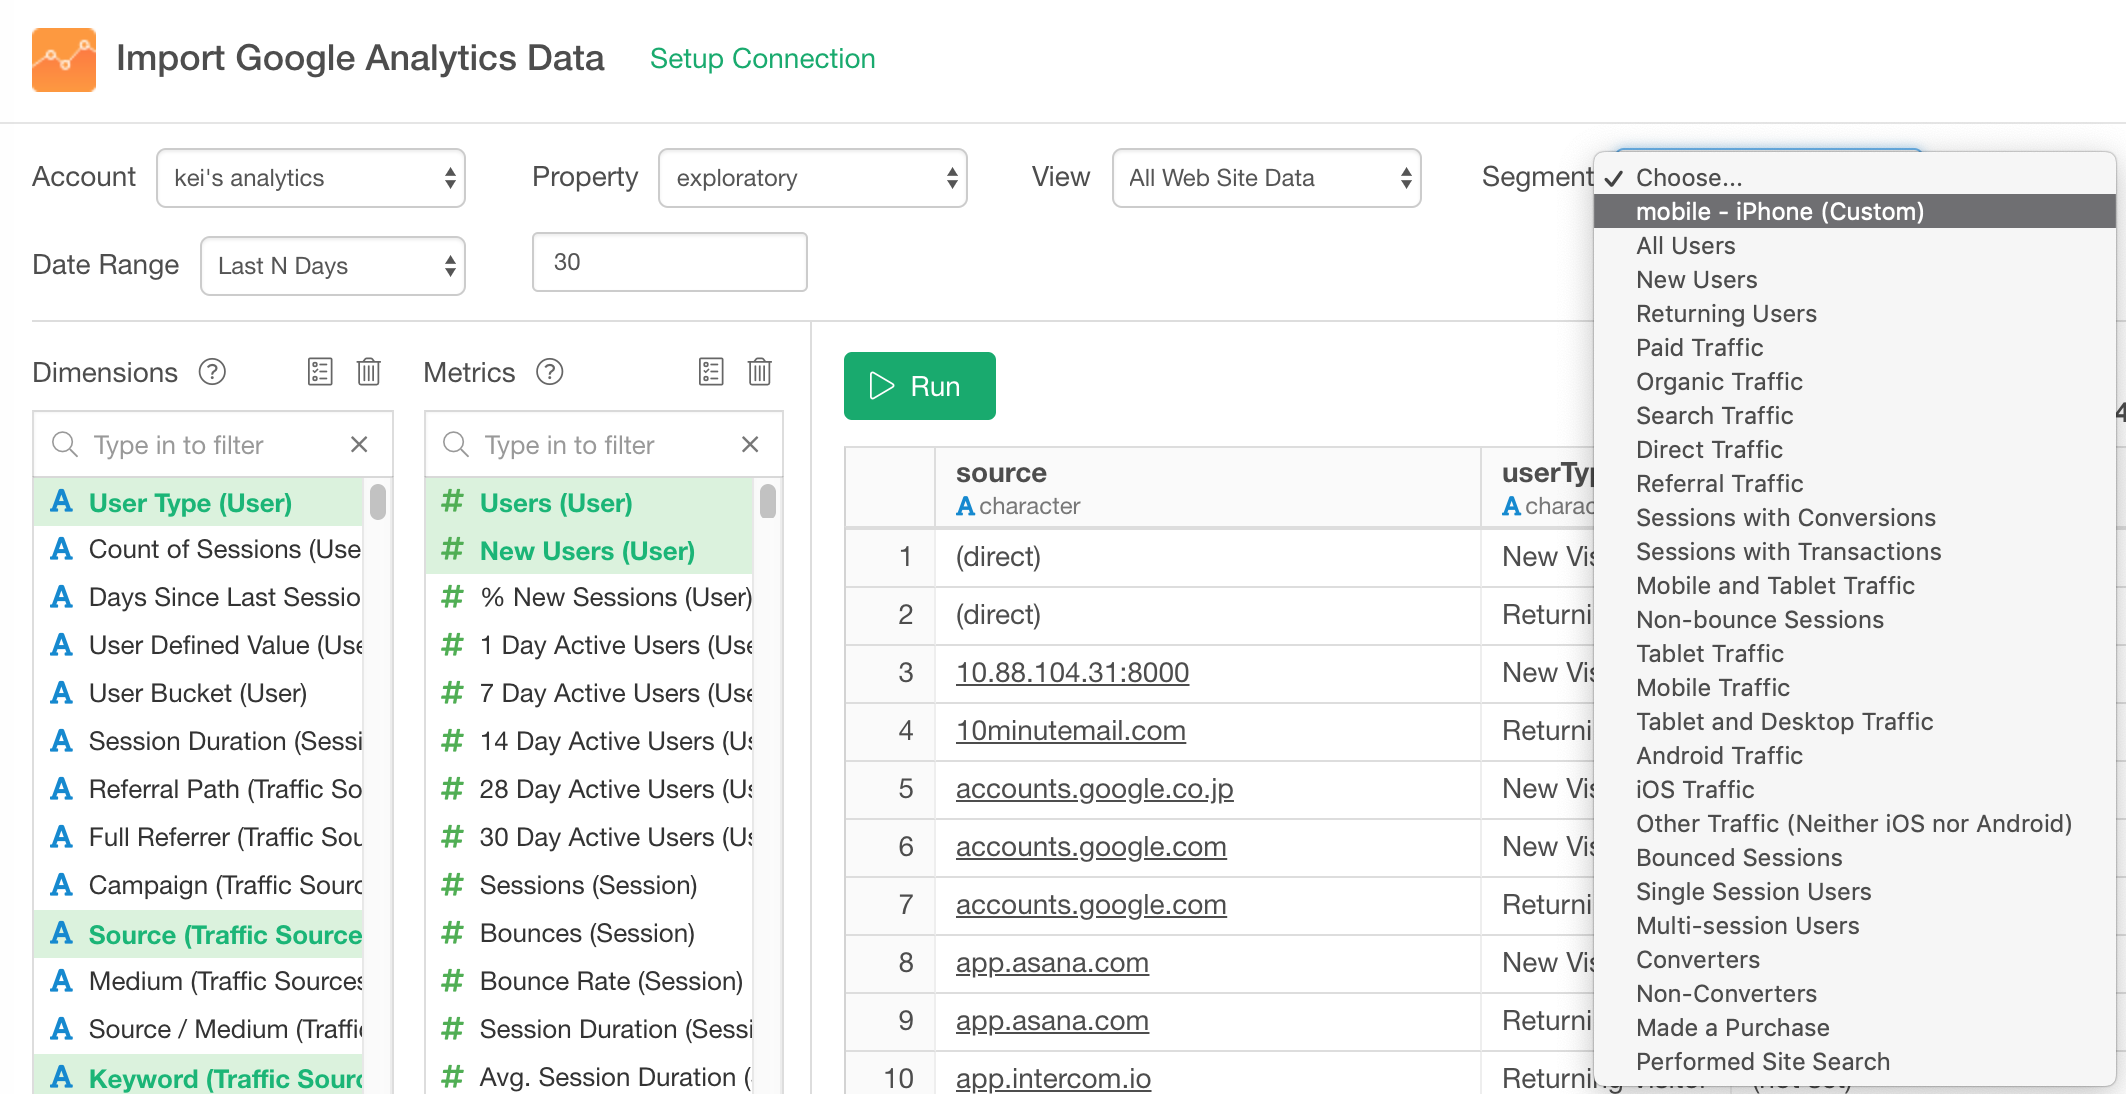 Import Google Analytics Data Setup Connection
Account kei's analytics Property exploratory View All Web Site Data Segment
Date Range Last N Days 30
Choose...
mobile - iPhone (Custom)
All Users
New Users
Returning Users
Paid Traffic
Organic Traffic
Search Traffic
Direct Traffic
Referral Traffic
Sessions with Conversions
Sessions with Transactions
Mobile and Tablet Traffic
Non-bounce Sessions
Tablet Traffic
Mobile Traffic
Tablet and Desktop Traffic
Android Traffic
iOS Traffic
Other Traffic (Neither iOS nor Android)
Bounced Sessions
Single Session Users
Multi-session Users
Converters
Non-Converters
Made a Purchase
Performed Site Search
Dimensions ?
Type in to filter
A User Type (User)
A Count of Sessions (Use
A Days Since Last Sessio
A User Defined Value (Use
A User Bucket (User)
A Session Duration (Sessi
A Referral Path (Traffic So
A Full Referrer (Traffic Sou
A Campaign (Traffic Sourc
A Source (Traffic Source
A Medium (Traffic Sources
A Source / Medium (Traffi
A Keyword (Traffic Sourc
Metrics ?
Type in to filter
# Users (User)
# New Users (User)
# % New Sessions (User)
# 1 Day Active Users (Use
# 7 Day Active Users (Use
# 14 Day Active Users (Us
# 28 Day Active Users (Us
# 30 Day Active Users (Us
# Sessions (Session)
# Bounces (Session)
# Bounce Rate (Session)
# Session Duration (Sessi
# Avg. Session Duration (
Run
4
source userTyp
A character A charac
1 (direct) New Vis
2 (direct) Returni
3 10.88.104.31:8000 New Vis
4 10minutemail.com Returni
5 accounts.google.co.jp New Vis
6 accounts.google.com New Vis
7 accounts.google.com Returni
8 app.asana.com New Vis
9 app.asana.com Returni
10 app.intercom.io Returning Visitor (not set)